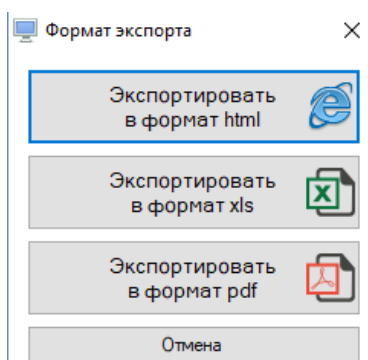 Формат экспорта
Экспортировать
в формат html
Экспортировать
в формат xls
Экспортировать
в формат pdf
Отмена